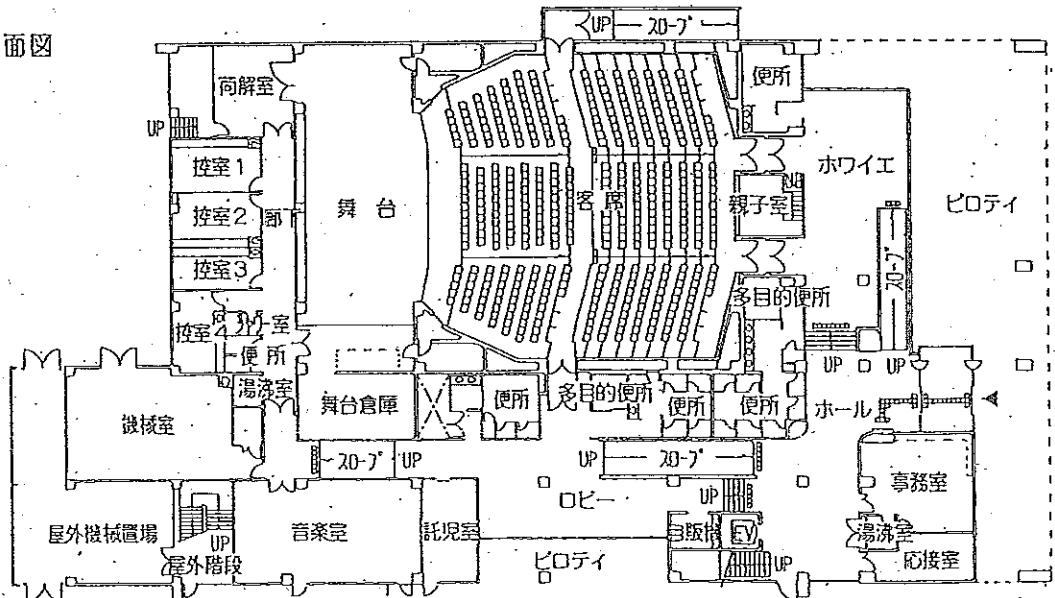 面図
UP
スロープ
荷解室
便所
UP
控室1
ホワイエ
控室2
廊下
舞台
客席
親子室
ピロティ
控室3
スロープ
多目的便所
控室4
便所
UP
UP
湯沸室
舞台倉庫
便所
多目的便所
便所
便所
ホール
機械室
スロープ
UP
UP
スロープ
ロビー
事務室
UP
屋外機械置場
音楽室
託児室
自販機
EV
湯沸室
UP
屋外階段
ピロティ
UP
応接室